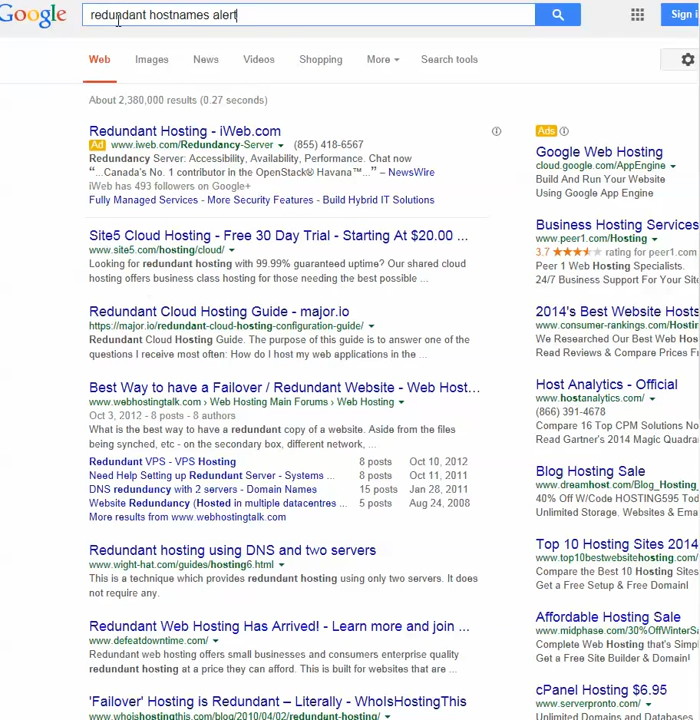 Google redundant hostnames alert Sign i
Web Images News Videos Shopping More Search tools
About 2,380,000 results (0.27 seconds)
Redundant Hosting - iWeb.com
Ad www.iweb.com/Redundancy-Server (855) 418-6567
Redundancy Server: Accessibility, Availability, Performance. Chat now
“...Canada's No. 1 contributor in the OpenStack® Havana™...” – NewsWire
iWeb has 493 followers on Google+
Fully Managed Services - More Security Features - Build Hybrid IT Solutions
Site5 Cloud Hosting - Free 30 Day Trial - Starting At $20.00 ...
www.site5.com/hosting/cloud/
Looking for redundant hosting with 99.99% guaranteed uptime? Our shared cloud
hosting offers business class hosting for those needing the best possible ...
Redundant Cloud Hosting Guide - major.io
https://major.io/redundant-cloud-hosting-configuration-guide/
Redundant Cloud Hosting Guide. The purpose of this guide is to answer one of the
questions I receive most often: How do I host my web applications in the ...
Best Way to have a Failover / Redundant Website - Web Host...
www.webhostingtalk.com › Web Hosting Main Forums › Web Hosting
Oct 3, 2012 - 8 posts - 8 authors
What is the best way to have a redundant copy of a website. Aside from the files
being synched, etc - on the secondary box, different network, ...
Redundant VPS - VPS Hosting 8 posts Oct 10, 2012
Need Help Setting up Redundant Server - Systems ... 8 posts Oct 11, 2011
DNS redundancy with 2 servers - Domain Names 15 posts Jan 28, 2011
Website Redundancy (Hosted in multiple datacentres ... 5 posts Aug 24, 2008
More results from www.webhostingtalk.com
Redundant hosting using DNS and two servers
www.wight-hat.com/guides/hosting6.html
This is a technique which provides redundant hosting using only two servers. It does
not require any.
Redundant Web Hosting Has Arrived! - Learn more and join ...
www.defeatdowntime.com/
Redundant web hosting offers small businesses and consumers enterprise quality
redundant hosting at a price they can afford. This is built for websites that are ...
'Failover' Hosting is Redundant – Literally - WhoIsHostingThis
www.whoishostingthis.com/blog/2010/04/02/redundant-hosting/
Ads
Google Web Hosting
cloud.google.com/AppEngine
Build And Run Your Website
Using Google App Engine
Business Hosting Services
www.peer1.com/Hosting
3.7 rating for peer1.com
Peer 1 Web Hosting Specialists.
24/7 Business Support For Your Site
2014's Best Website Hosts
www.consumer-rankings.com/Hostin
We Researched Our Best Web Hos
Read Reviews & Compare Prices F
Host Analytics - Official
www.hostanalytics.com/
(866) 391-4678
Compare 16 Top CPM Solutions No
Read Gartner's 2014 Magic Quadra
Blog Hosting Sale
www.dreamhost.com/Blog_Hosting_
40% Off W/Code HOSTING595 Tod
Unlimited Storage, Websites & Emai
Top 10 Hosting Sites 2014
www.top10bestwebsitehosting.com/
Compare the Best 10 Hosting Sites
Get a Free Setup & Free Domain!
Affordable Hosting Sale
www.midphase.com/30%OffWinterSa
All Web Hosting that's Simple
Get a Free Site Builder & Domain!
cPanel Hosting $6.95
www.serverpronto.com/
Unlimited Domains and Databases